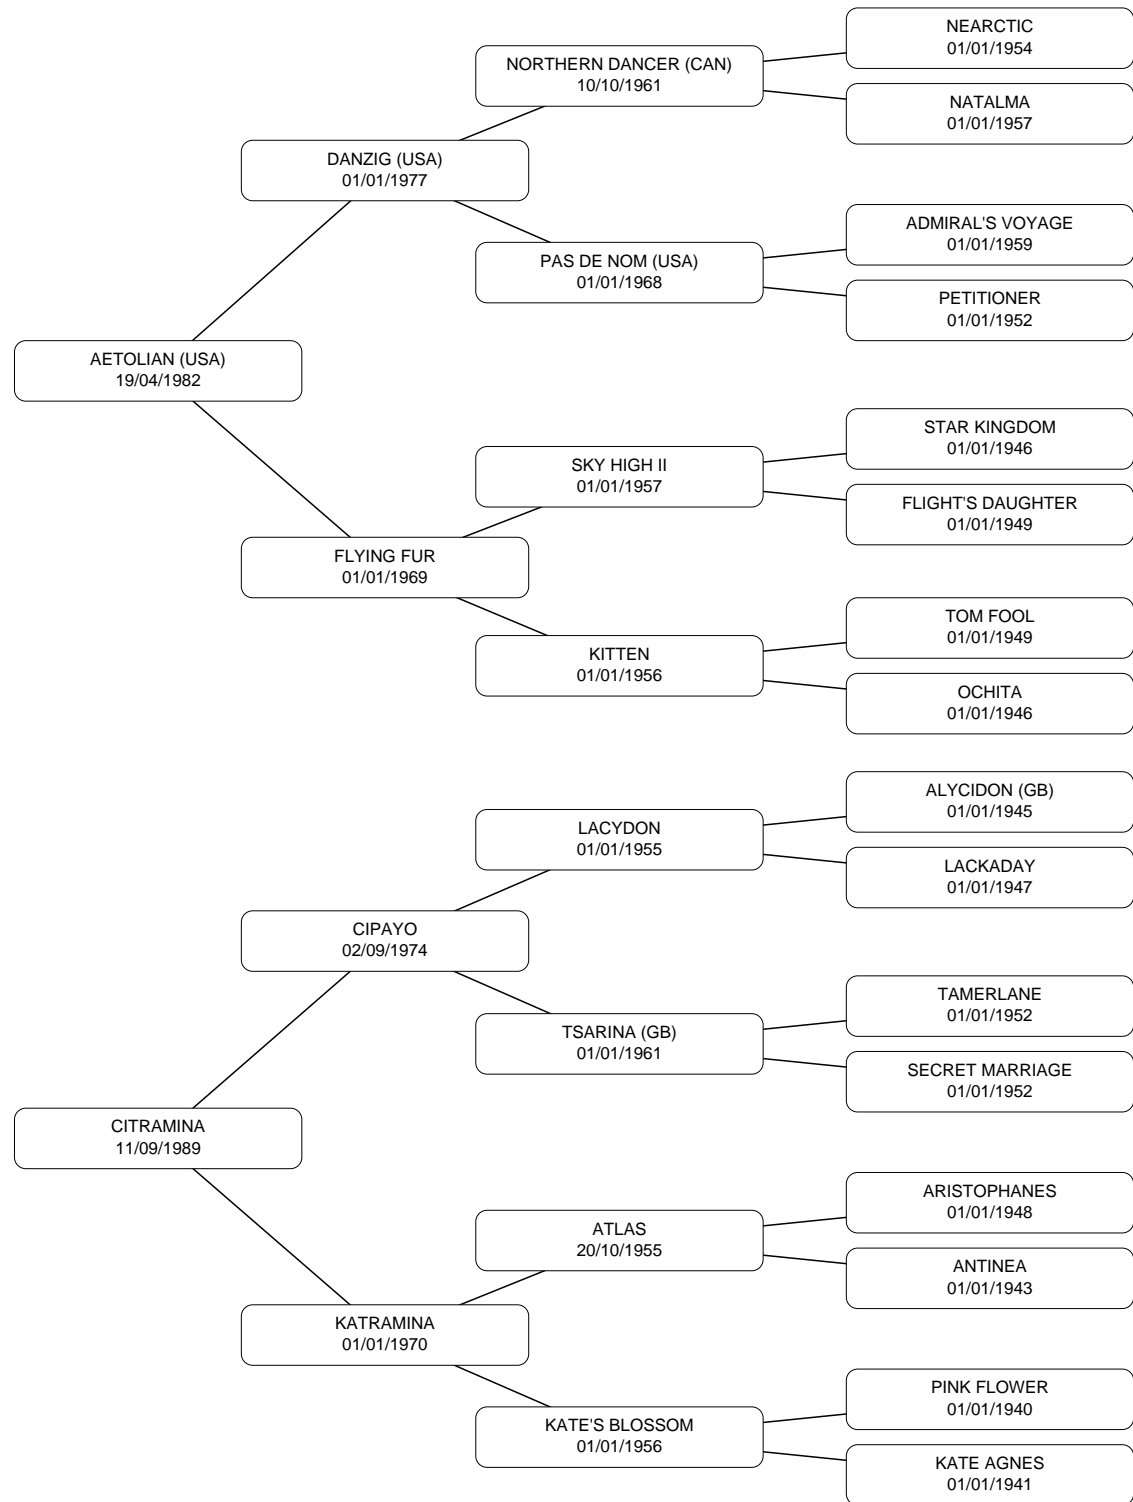 NEARCTIC
01/01/1954
NORTHERN DANCER (CAN)
10/10/1961
NATALMA
01/01/1957
DANZIG (USA)
01/01/1977
ADMIRAL'S VOYAGE
01/01/1959
PAS DE NOM (USA)
01/01/1968
PETITIONER
01/01/1952
AETOLIAN (USA)
19/04/1982
STAR KINGDOM
01/01/1946
SKY HIGH II
01/01/1957
FLIGHT'S DAUGHTER
01/01/1949
FLYING FUR
01/01/1969
TOM FOOL
01/01/1949
KITTEN
01/01/1956
OCHITA
01/01/1946
ALYCIDON (GB)
01/01/1945
LACYDON
01/01/1955
LACKADAY
01/01/1947
CIPAYO
02/09/1974
TAMERLANE
01/01/1952
TSARINA (GB)
01/01/1961
SECRET MARRIAGE
01/01/1952
CITRAMINA
11/09/1989
ARISTOPHANES
01/01/1948
ATLAS
20/10/1955
ANTINEA
01/01/1943
KATRAMINA
01/01/1970
PINK FLOWER
01/01/1940
KATE'S BLOSSOM
01/01/1956
KATE AGNES
01/01/1941